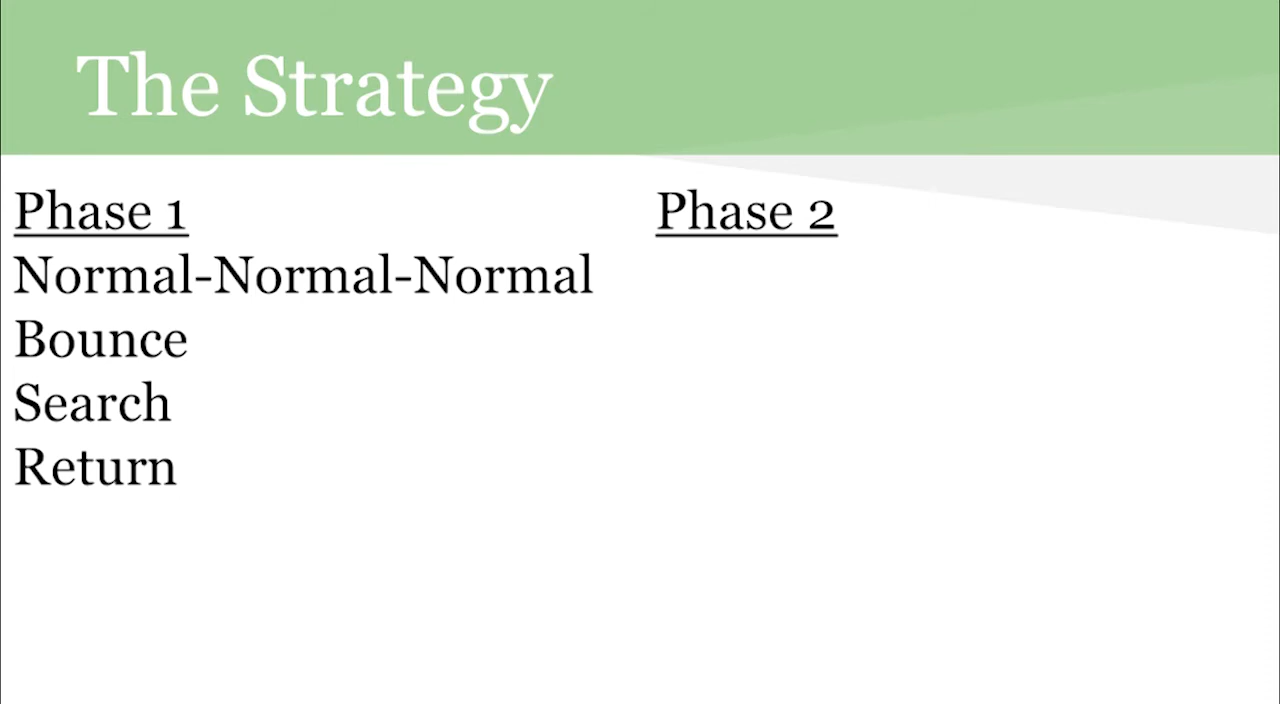 The Strategy
Phase 1
Normal-Normal-Normal
Bounce
Search
Return
Phase 2